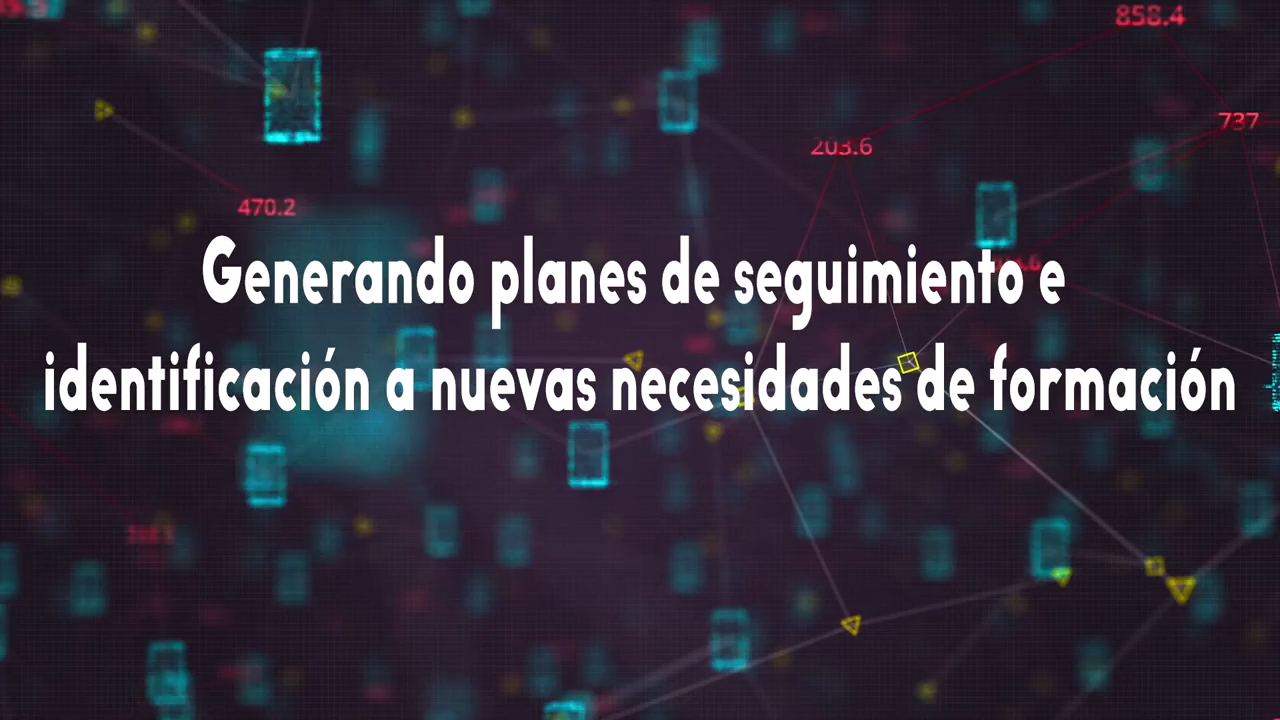 858.4
737
203.6
470.2
Generando planes de seguimiento e
identificación a nuevas necesidades de formación